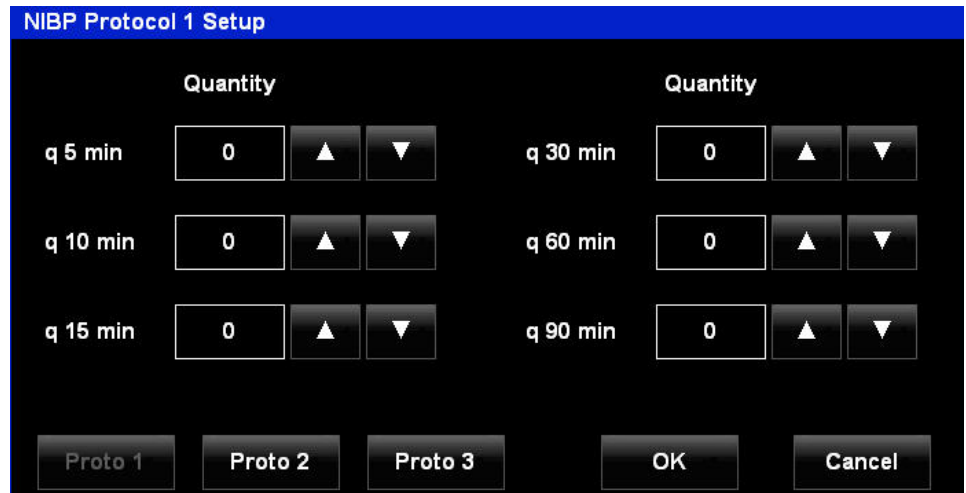 NIBP Protocol 1 Setup
Quantity Quantity
q 5 min 0 ▲ ▼ q 30 min 0 ▲ ▼
q 10 min 0 ▲ ▼ q 60 min 0 ▲ ▼
q 15 min 0 ▲ ▼ q 90 min 0 ▲ ▼
Proto 1 Proto 2 Proto 3 OK Cancel